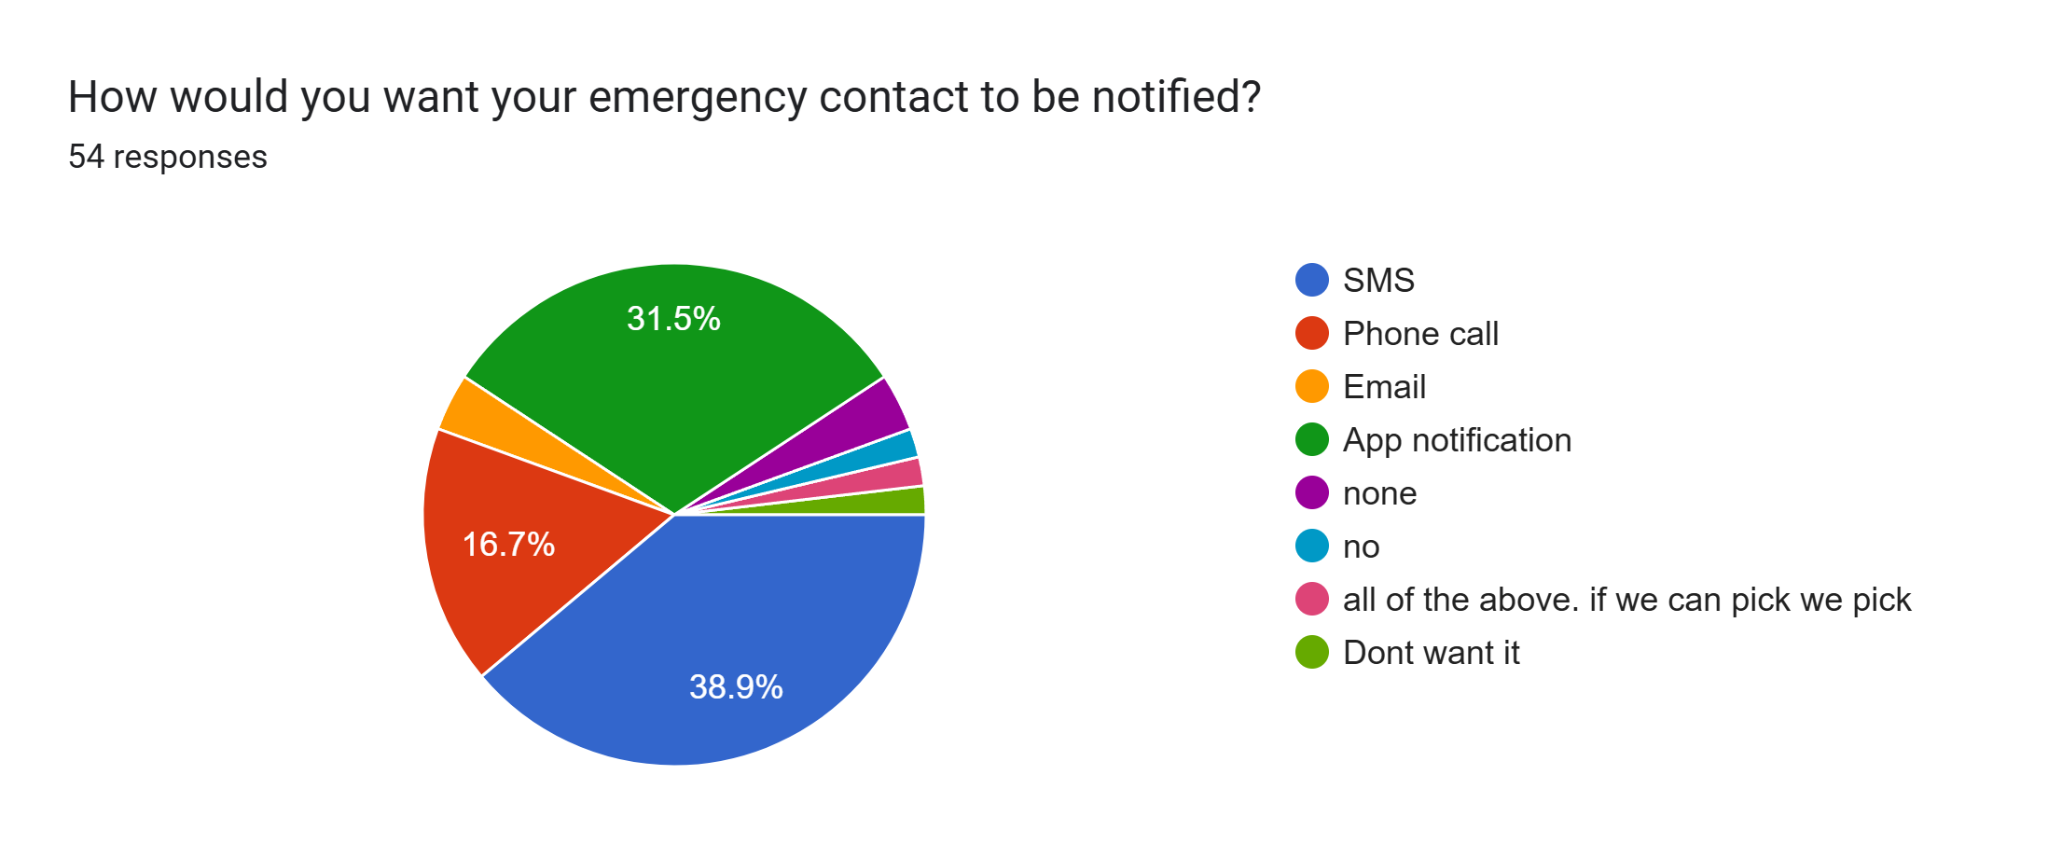 How would you want your emergency contact to be notified?
54 responses
31.5%
16.7%
38.9%
SMS
Phone call
Email
App notification
none
no
all of the above. if we can pick we pick
Dont want it